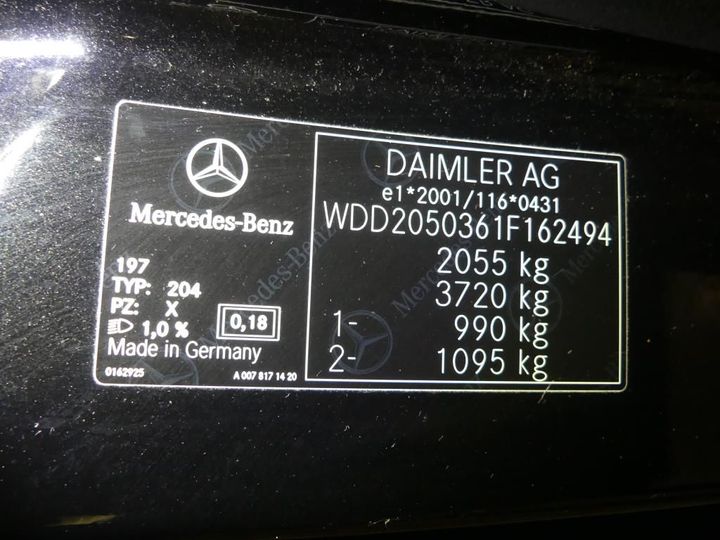 Mercedes-Benz
197
TYP: 204
PZ: X
1,0 %
0,18
Made in Germany
0162925
A 007 817 14 20
DAIMLER AG
e1*2001/116*0431
WDD2050361F162494
2055 kg
3720 kg
1- 990 kg
2- 1095 kg